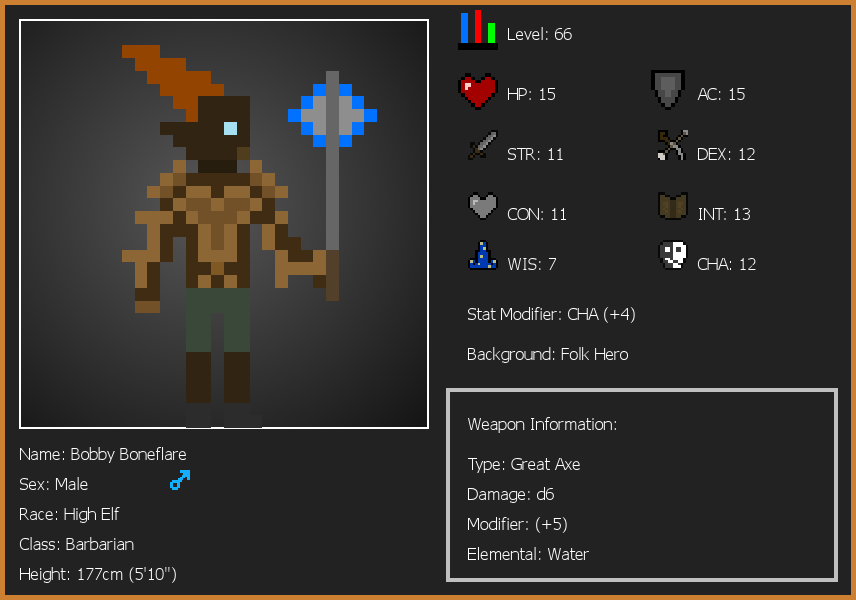 Level: 66
HP: 15
AC: 15
STR: 11
DEX: 12
CON: 11
INT: 13
WIS: 7
CHA: 12
Stat Modifier: CHA (+4)
Background: Folk Hero
Weapon Information:
Type: Great Axe
Damage: d6
Modifier: (+5)
Elemental: Water
Name: Bobby Boneflare
Sex: Male
Race: High Elf
Class: Barbarian
Height: 177cm (5'10")